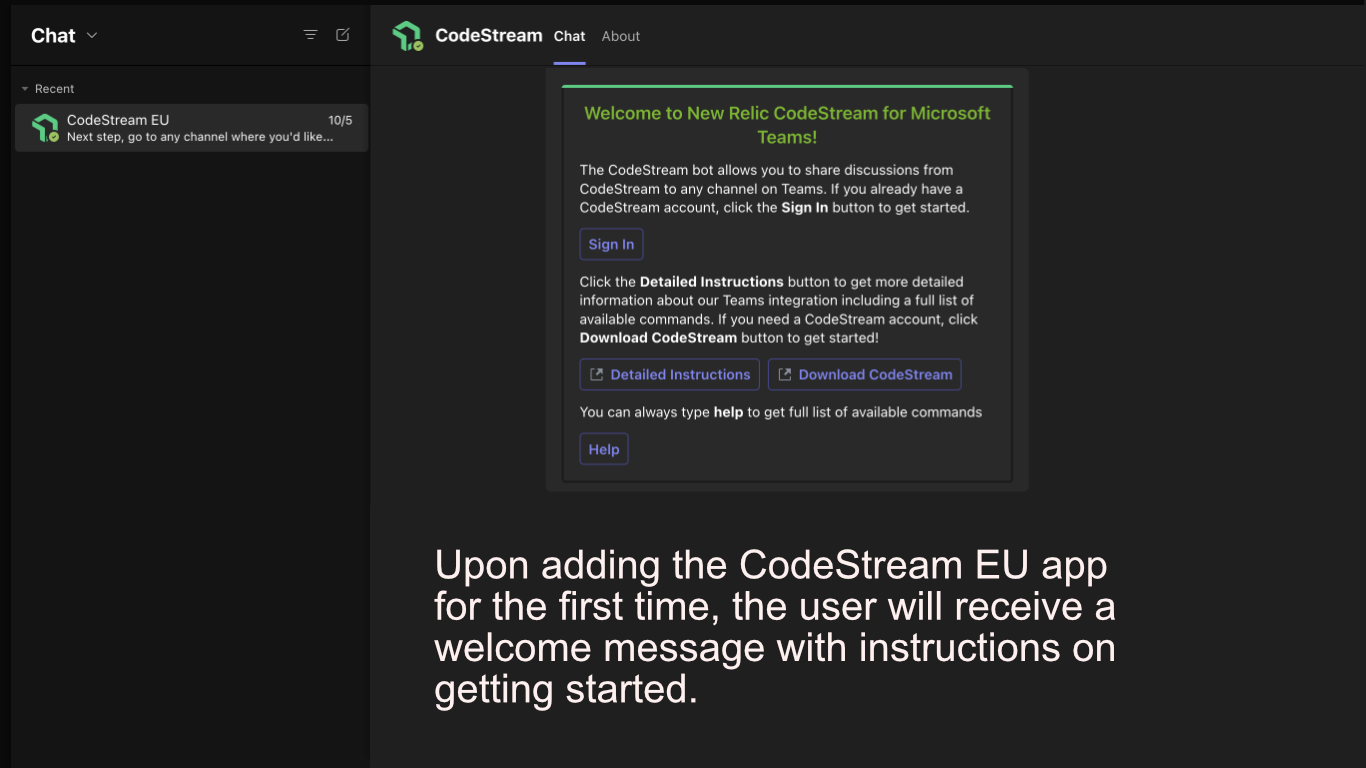 Chat
Recent
CodeStream EU 10/5
Next step, go to any channel where you'd like...
CodeStream Chat About
Welcome to New Relic CodeStream for Microsoft
Teams!
The CodeStream bot allows you to share discussions from
CodeStream to any channel on Teams. If you already have a
CodeStream account, click the Sign In button to get started.
Sign In
Click the Detailed Instructions button to get more detailed
information about our Teams integration including a full list of
available commands. If you need a CodeStream account, click
Download CodeStream button to get started!
Detailed Instructions Download CodeStream
You can always type help to get full list of available commands
Help
Upon adding the CodeStream EU app
for the first time, the user will receive a
welcome message with instructions on
getting started.